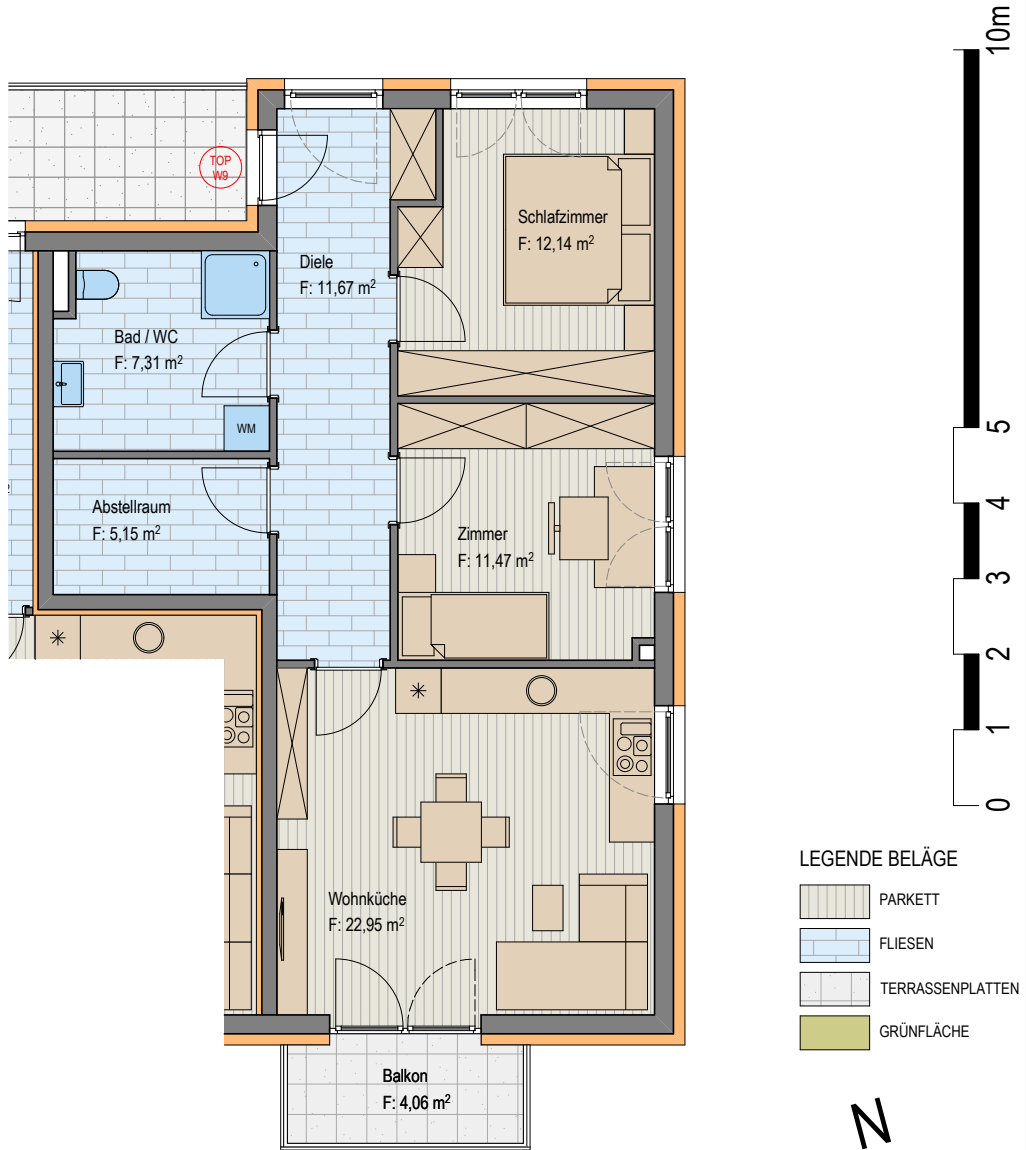 10m
TOP
W9
Schlafzimmer
F: 12,14 m²
Diele
F: 11,67 m²
Bad / WC
F: 7,31 m²
WM
5
Abstellraum
F: 5,15 m²
4
Zimmer
F: 11,47 m²
3
2
1
0
Wohnküche
F: 22,95 m²
Balkon
F: 4,06 m²
LEGENDE BELÄGE
PARKETT
FLIESEN
TERRASSENPLATTEN
GRÜNFLÄCHE
N